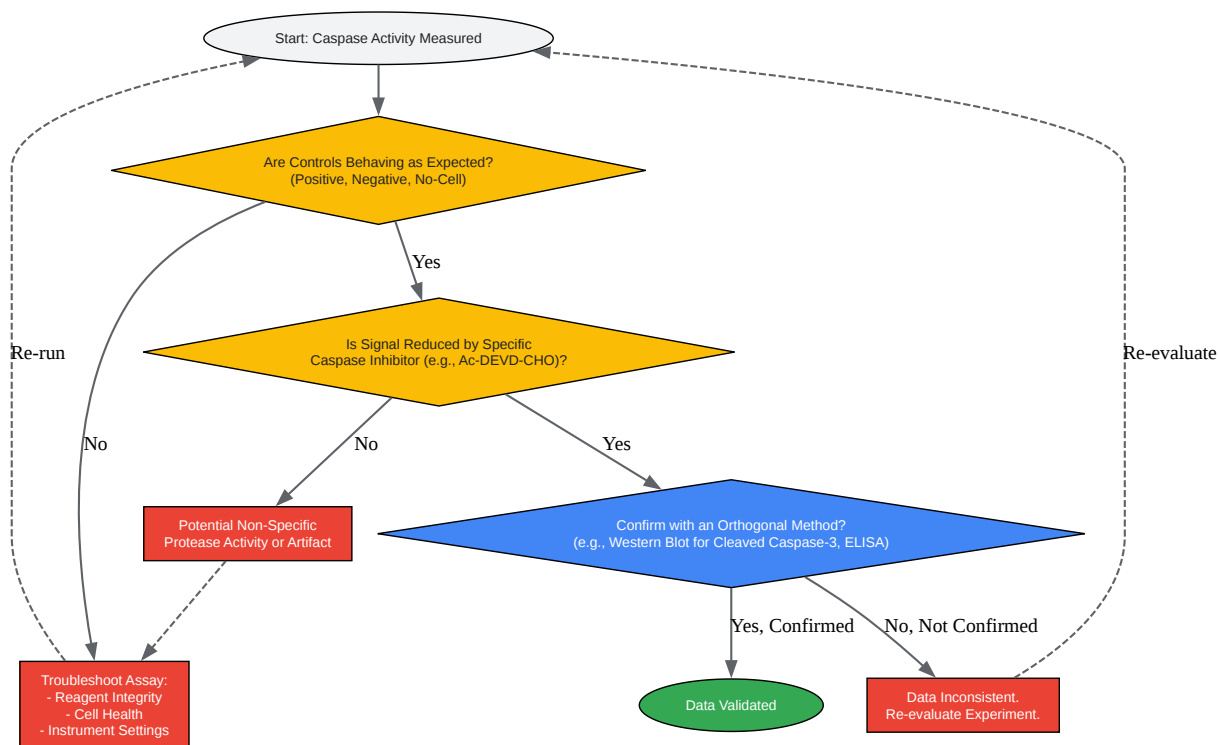 Start: Caspase Activity Measured
Are Controls Behaving as Expected?
(Positive, Negative, No-Cell)
Yes
Is Signal Reduced by Specific
Caspase Inhibitor (e.g., Ac-DEVD-CHO)?
Re-run
Re-evaluate
No
No
Yes
Potential Non-Specific
Protease Activity or Artifact
Confirm with an Orthogonal Method?
(e.g., Western Blot for Cleaved Caspase-3, ELISA)
Yes, Confirmed
No, Not Confirmed
Troubleshoot Assay:
- Reagent Integrity
- Cell Health
- Instrument Settings
Data Validated
Data Inconsistent.
Re-evaluate Experiment.